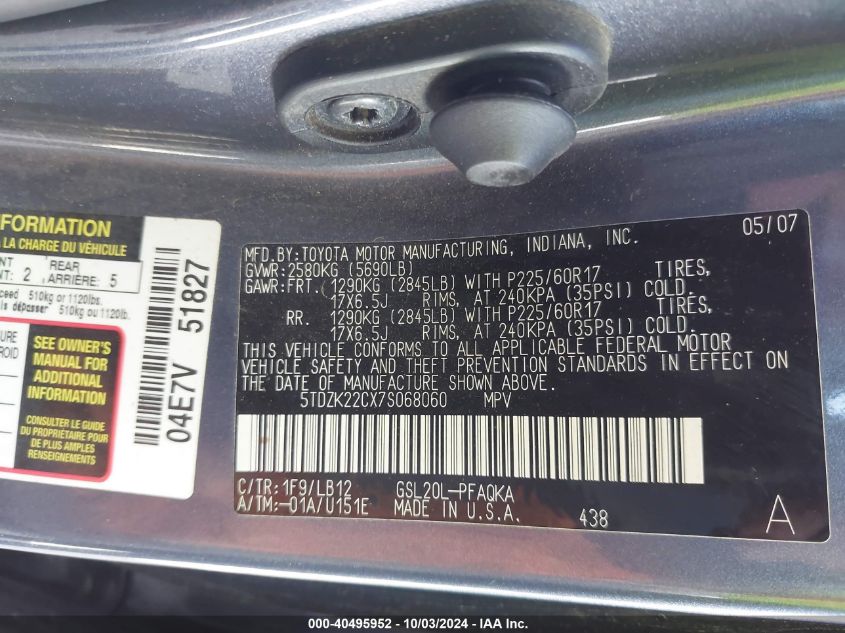 FORMATION
LA CHARGE DU VÉHICULE
NT: 2 REAR ARRIÈRE: 5
ceed 510kg or 1120lbs.
is dépasser 510kg ou 1120lb.
SEE OWNER'S
MANUAL FOR
ADDITIONAL
INFORMATION
CONSULTER LE GUIDE
DU PROPRIÉTAIRE POUR
DE PLUS AMPLES
RENSEIGNEMENTS
04E7V 51827
MFD.BY:TOYOTA MOTOR MANUFACTURING, INDIANA, INC. 05/07
GVWR:2580KG (5690LB)
GAWR:FRT. 1290KG (2845LB) WITH P225/60R17 TIRES,
17X6.5J RIMS, AT 240KPA (35PSI) COLD.
RR. 1290KG (2845LB) WITH P225/60R17 TIRES,
17X6.5J RIMS, AT 240KPA (35PSI) COLD.
THIS VEHICLE CONFORMS TO ALL APPLICABLE FEDERAL MOTOR
VEHICLE SAFETY AND THEFT PREVENTION STANDARDS IN EFFECT ON
THE DATE OF MANUFACTURE SHOWN ABOVE.
5TDZK22CX7S068060 MPV
C/TR:1F9/LB12 GSL20L-PFAQKA
A/TM:-01A/U151E MADE IN U.S.A. 438 A
000-40495952 - 10/03/2024 - IAAI Inc.